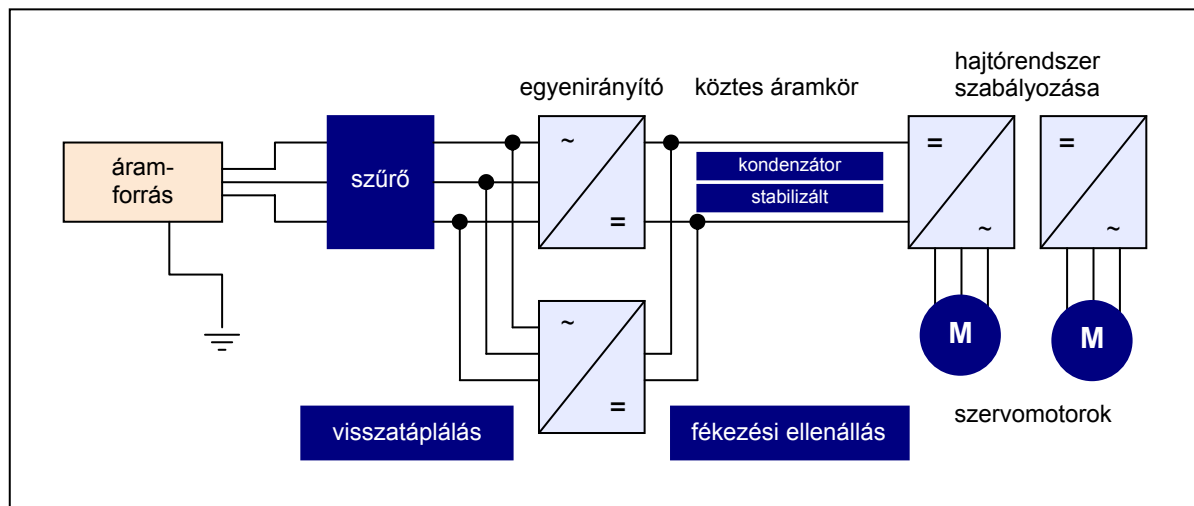 hajtórendszer
szabályozása
egyenirányító
köztes áramkör
áram-
forrás
szűrő
~
=
kondenzátor
stabilizált
=
~
=
~
~
=
M
M
visszatáplálás
fékezési ellenállás
szervomotorok